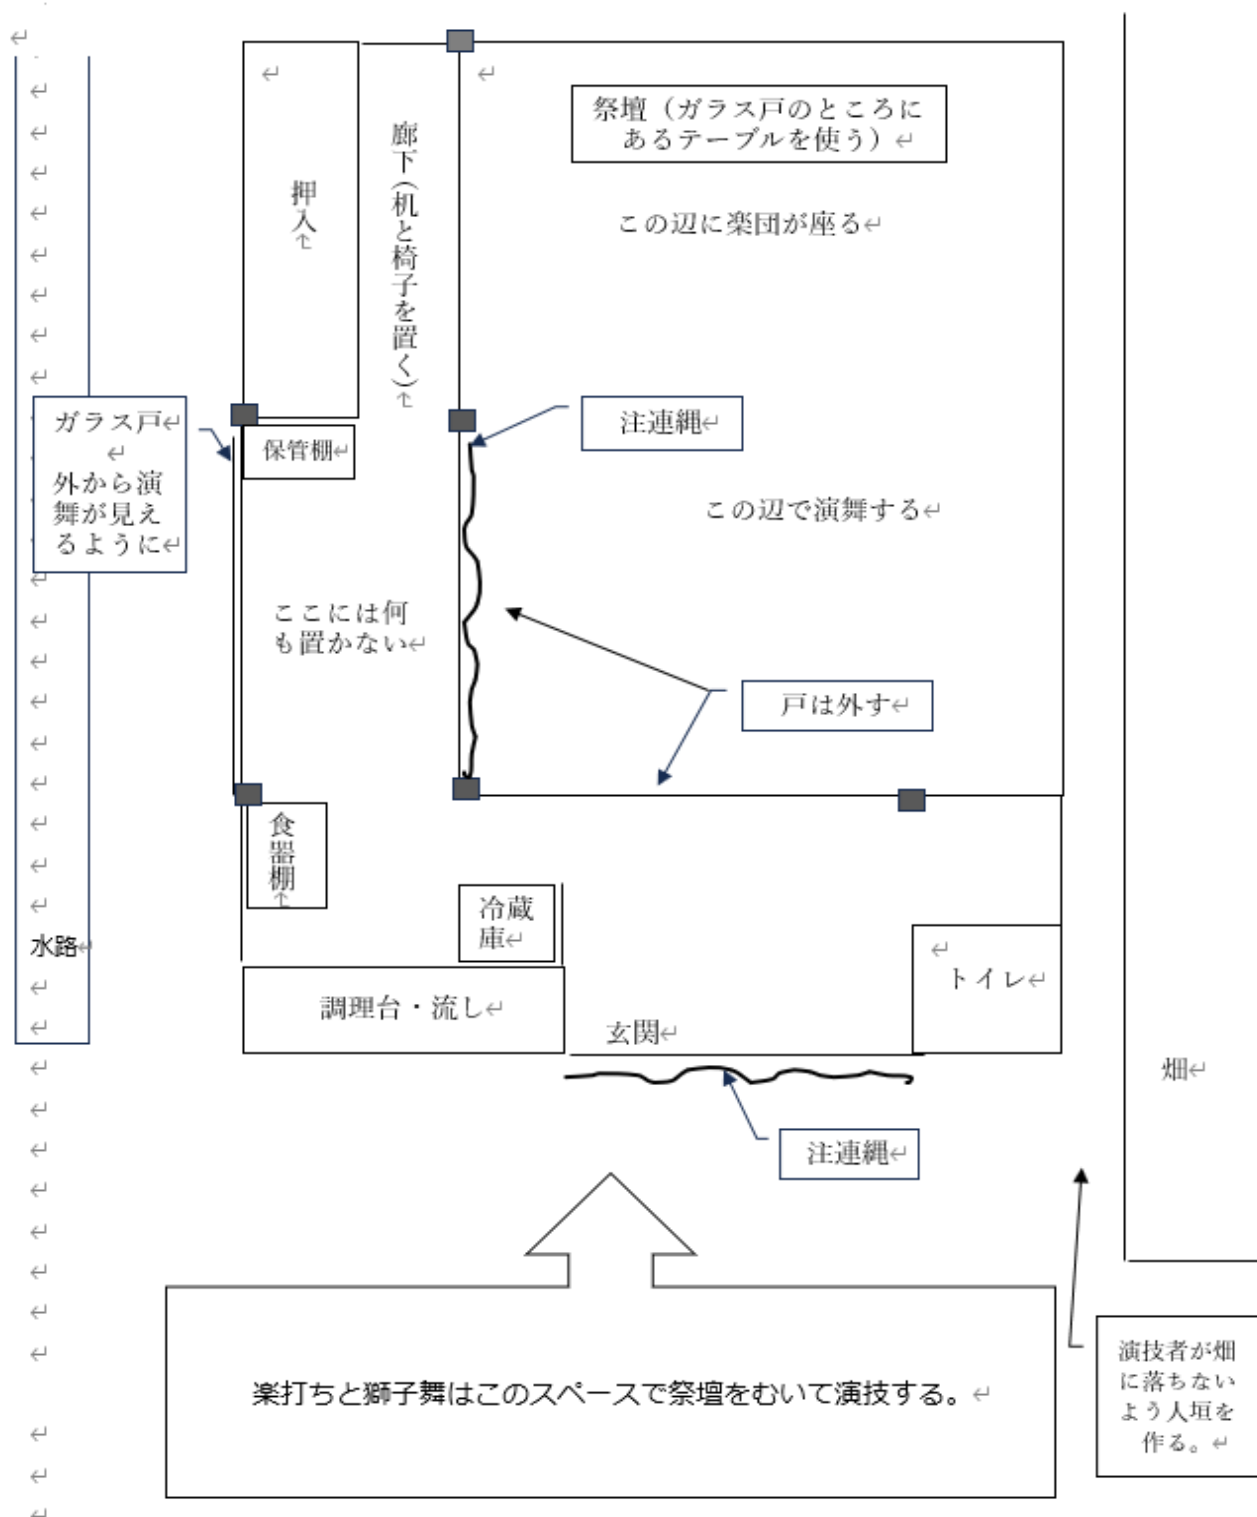 祭壇（ガラス戸のところに
あるテーブルを使う）
この辺に楽団が座る
押入
廊下（机と椅子を置く）
ガラス戸
外から演
舞が見え
るように
保管棚
注連縄
この辺で演舞する
ここには何
も置かない
戸は外す
食器棚
冷蔵
庫
水路
調理台・流し
玄関
トイレ
畑
注連縄
楽打ちと獅子舞はこのスペースで祭壇をむいて演技する。
演技者が畑
に落ちない
よう人垣を
作る。